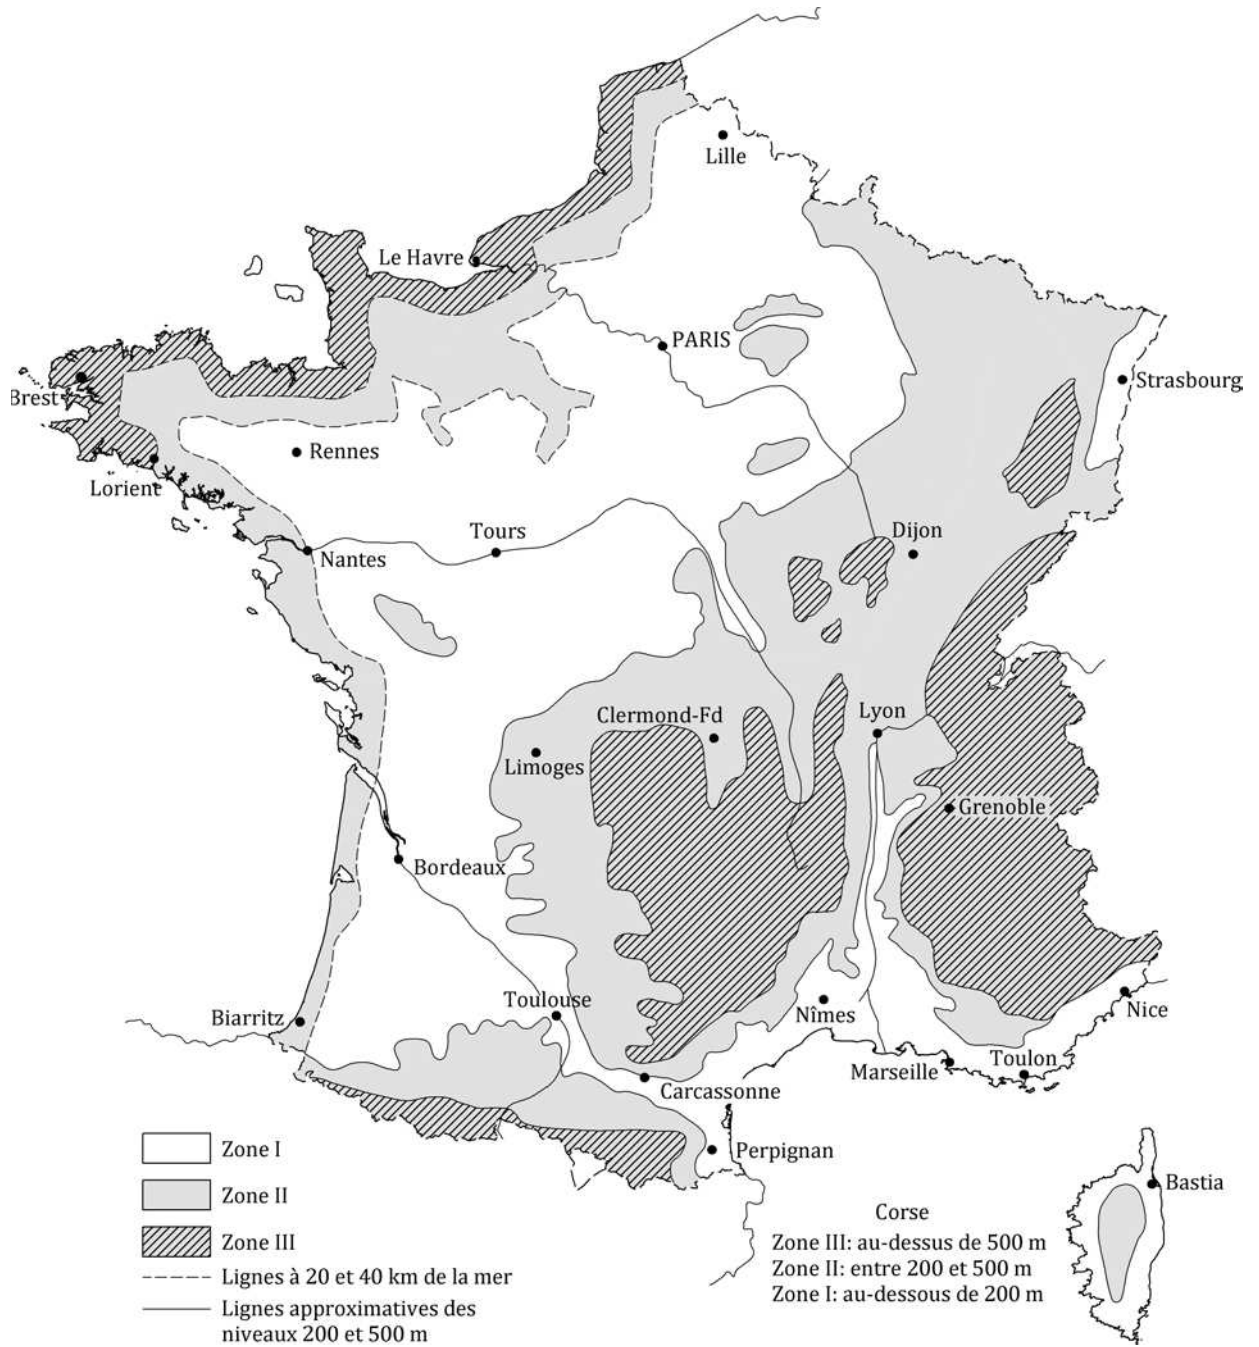 Lille
Le Havre
PARIS
Strasbourg
Brest
Rennes
Lorient
Tours
Dijon
Nantes
Clermond-Fd
Lyon
Limoges
Grenoble
Bordeaux
Toulouse
Biarritz
Nîmes
Nice
Marseille
Toulon
Carcassonne
Perpignan
Bastia
Zone I
Zone II
Zone III
Lignes à 20 et 40 km de la mer
Lignes approximatives des
niveaux 200 et 500 m
Corse
Zone III: au-dessus de 500 m
Zone II: entre 200 et 500 m
Zone I: au-dessous de 200 m